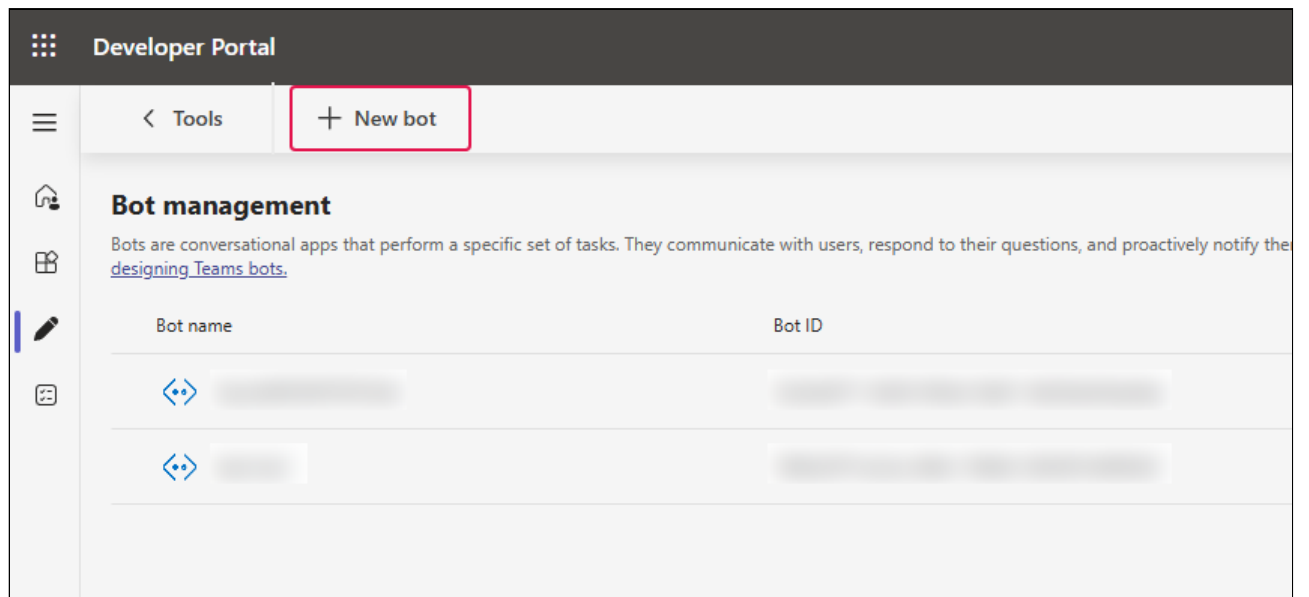 Developer Portal
Tools
New bot
Bot management
Bots are conversational apps that perform a specific set of tasks. They communicate with users, respond to their questions, and proactively notify
designing Teams bots.
Bot name Bot ID